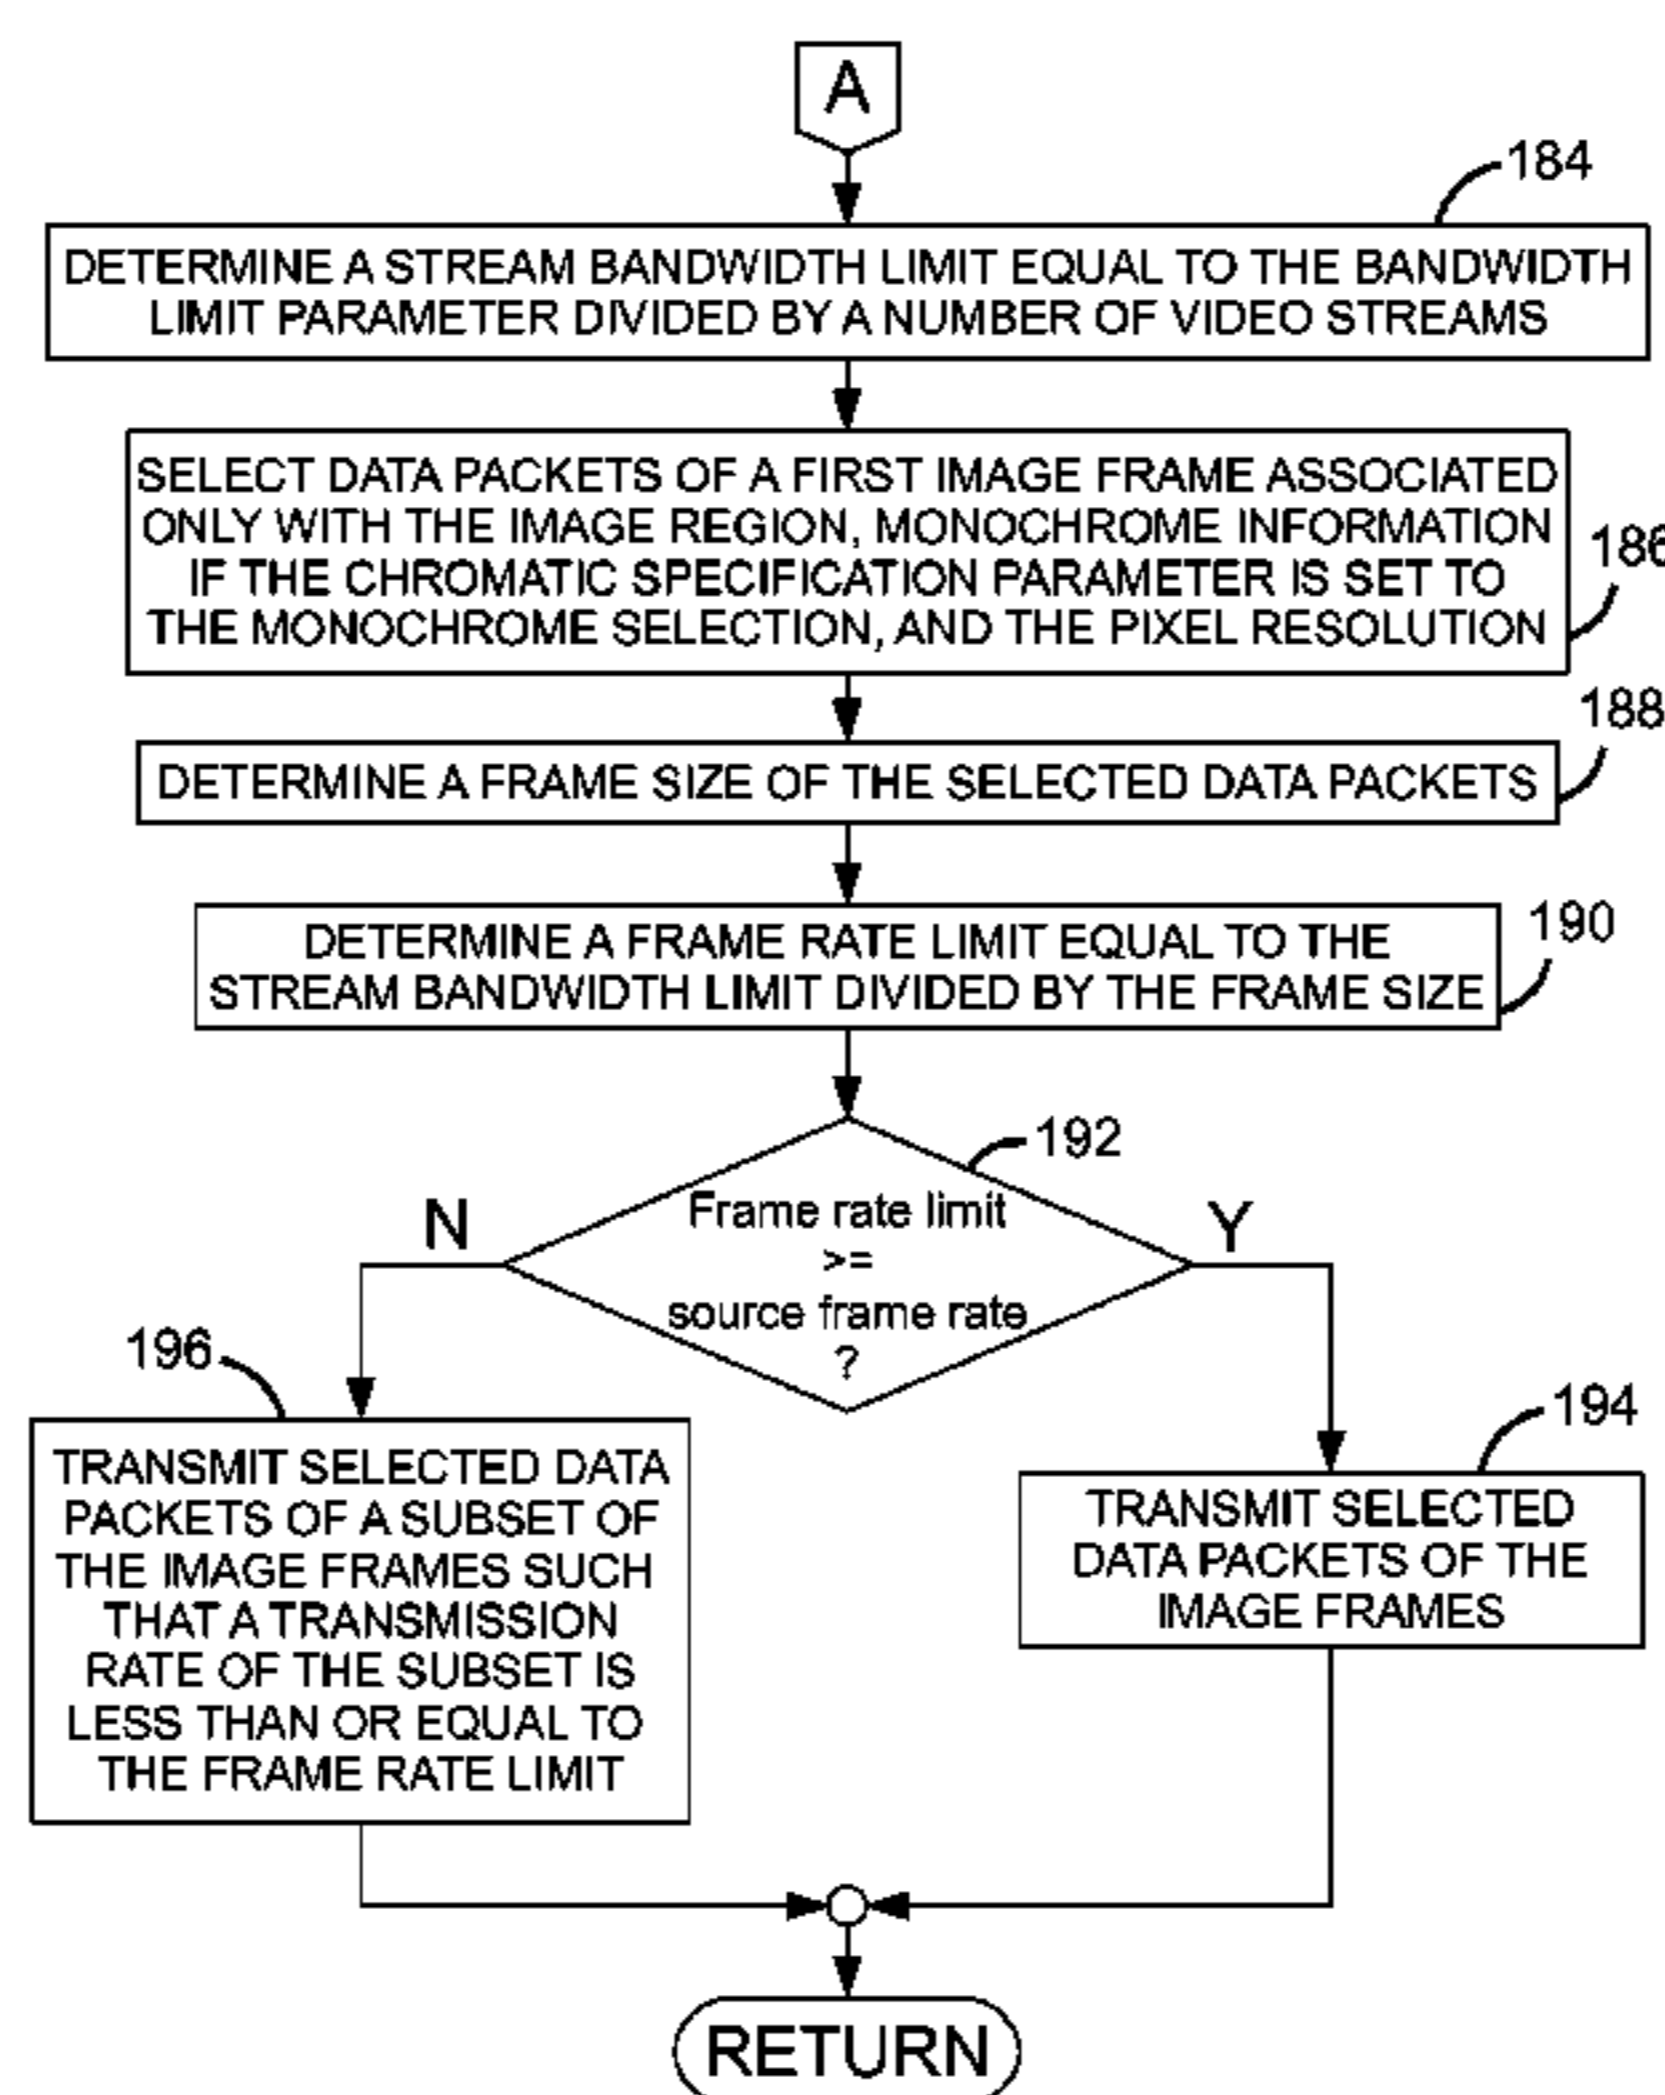 A
184
DETERMINE A STREAM BANDWIDTH LIMIT EQUAL TO THE BANDWIDTH
LIMIT PARAMETER DIVIDED BY A NUMBER OF VIDEO STREAMS
SELECT DATA PACKETS OF A FIRST IMAGE FRAME ASSOCIATED
ONLY WITH THE IMAGE REGION, MONOCHROME INFORMATION
IF THE CHROMATIC SPECIFICATION PARAMETER IS SET TO
THE MONOCHROME SELECTION, AND THE PIXEL RESOLUTION
186
188
DETERMINE A FRAME SIZE OF THE SELECTED DATA PACKETS
190
DETERMINE A FRAME RATE LIMIT EQUAL TO THE
STREAM BANDWIDTH LIMIT DIVIDED BY THE FRAME SIZE
192
N
Y
Frame rate limit
>=
source frame rate
?
196
TRANSMIT SELECTED DATA
PACKETS OF A SUBSET OF
THE IMAGE FRAMES SUCH
THAT A TRANSMISSION
RATE OF THE SUBSET IS
LESS THAN OR EQUAL TO
THE FRAME RATE LIMIT
194
TRANSMIT SELECTED
DATA PACKETS OF THE
IMAGE FRAMES
RETURN